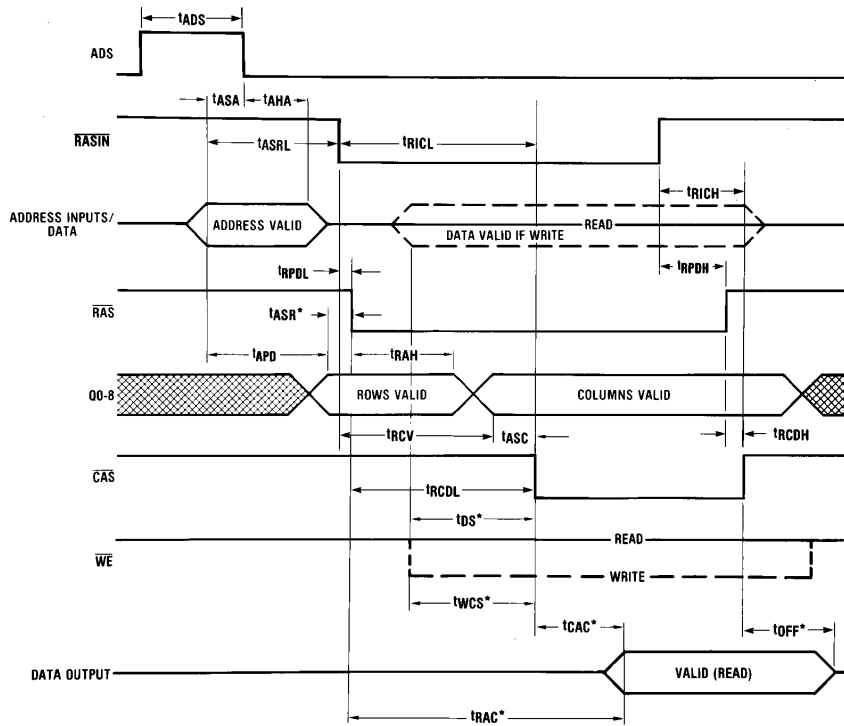 tADS
ADS
tASA
tAHA
RASIN
tASRL
tRICL
tRICH
ADDRESS INPUTS/
DATA
ADDRESS VALID
READ
DATA VALID IF WRITE
tRPDL
tRPDH
RAS
tASR*
tAPD
tRAH
Q0-8
ROWS VALID
COLUMNS VALID
tRCV
tASC
tRCDH
CAS
tRCDL
tDS*
READ
WE
WRITE
tWCS*
tCAC*
tOFF*
DATA OUTPUT
VALID (READ)
tRAC*